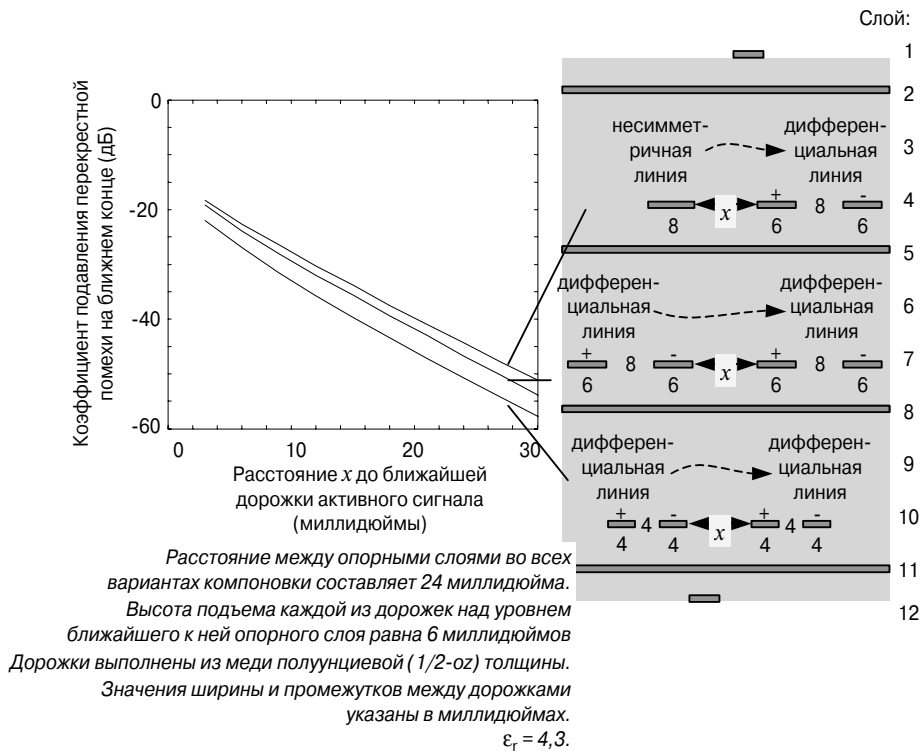 Слой:
1
2
3
4
5
6
7
8
9
10
11
12
Коэффициент подавления перекрестной
помехи на ближнем конце (дБ)
0
-20
-40
-60
0
10
20
30
Расстояние x до ближайшей
дорожки активного сигнала
(миллидюймы)
несиммет-
ричная
линия
дифферен-
циальная
линия
x
+
8
-
8
6
6
дифферен-
циальная
линия
дифферен-
циальная
линия
+
8
-
x
+
8
-
6
6
6
6
дифферен-
циальная
линия
дифферен-
циальная
линия
+
4
-
x
+
4
-
4
4
4
4
Расстояние между опорными слоями во всех
вариантах компоновки составляет 24 миллидюйма.
Высота подъема каждой из дорожек над уровнем
ближайшего к ней опорного слоя равна 6 миллидюймов
Дорожки выполнены из меди полуунциевой (1/2-oz) толщины.
Значения ширины и промежутков между дорожками
указаны в миллидюймах.
εr = 4,3.